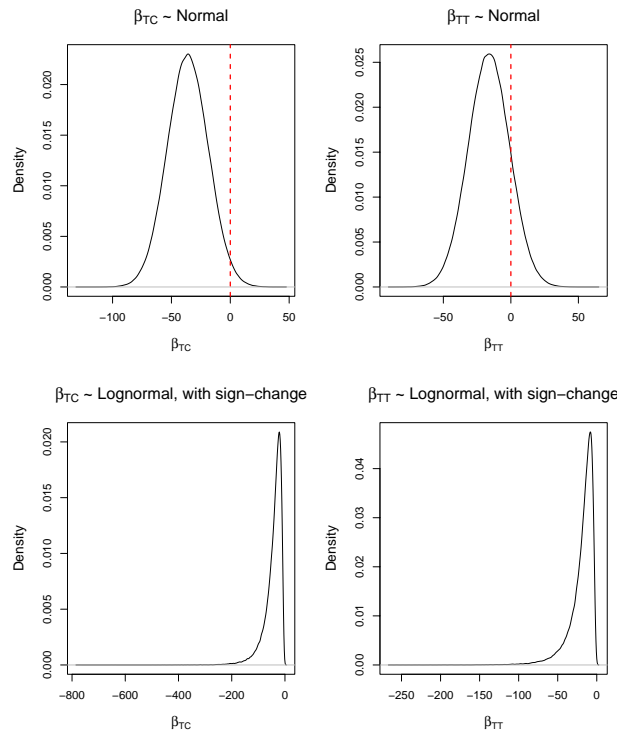 β_TC ~ Normal
Density
0.000 0.005 0.010 0.015 0.020
−100 −50 0 50
β_TC
β_TT ~ Normal
Density
0.000 0.005 0.010 0.015 0.020 0.025
−50 0 50
β_TT
β_TC ~ Lognormal, with sign−change
Density
0.000 0.005 0.010 0.015 0.020
−800 −600 −400 −200 0
β_TC
β_TT ~ Lognormal, with sign−change
Density
0.00 0.01 0.02 0.03 0.04
−250 −200 −150 −100 −50 0
β_TT